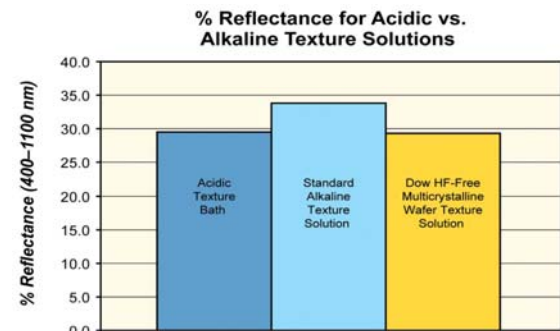 % Reflectance for Acidic vs.
Alkaline Texture Solutions
% Reflectance (400–1100 nm)
40.0
35.0
30.0
25.0
20.0
15.0
10.0
5.0
0.0
Acidic
Texture
Bath
Standard
Alkaline
Texture
Solution
Dow HF-Free
Multicrystalline
Wafer Texture
Solution